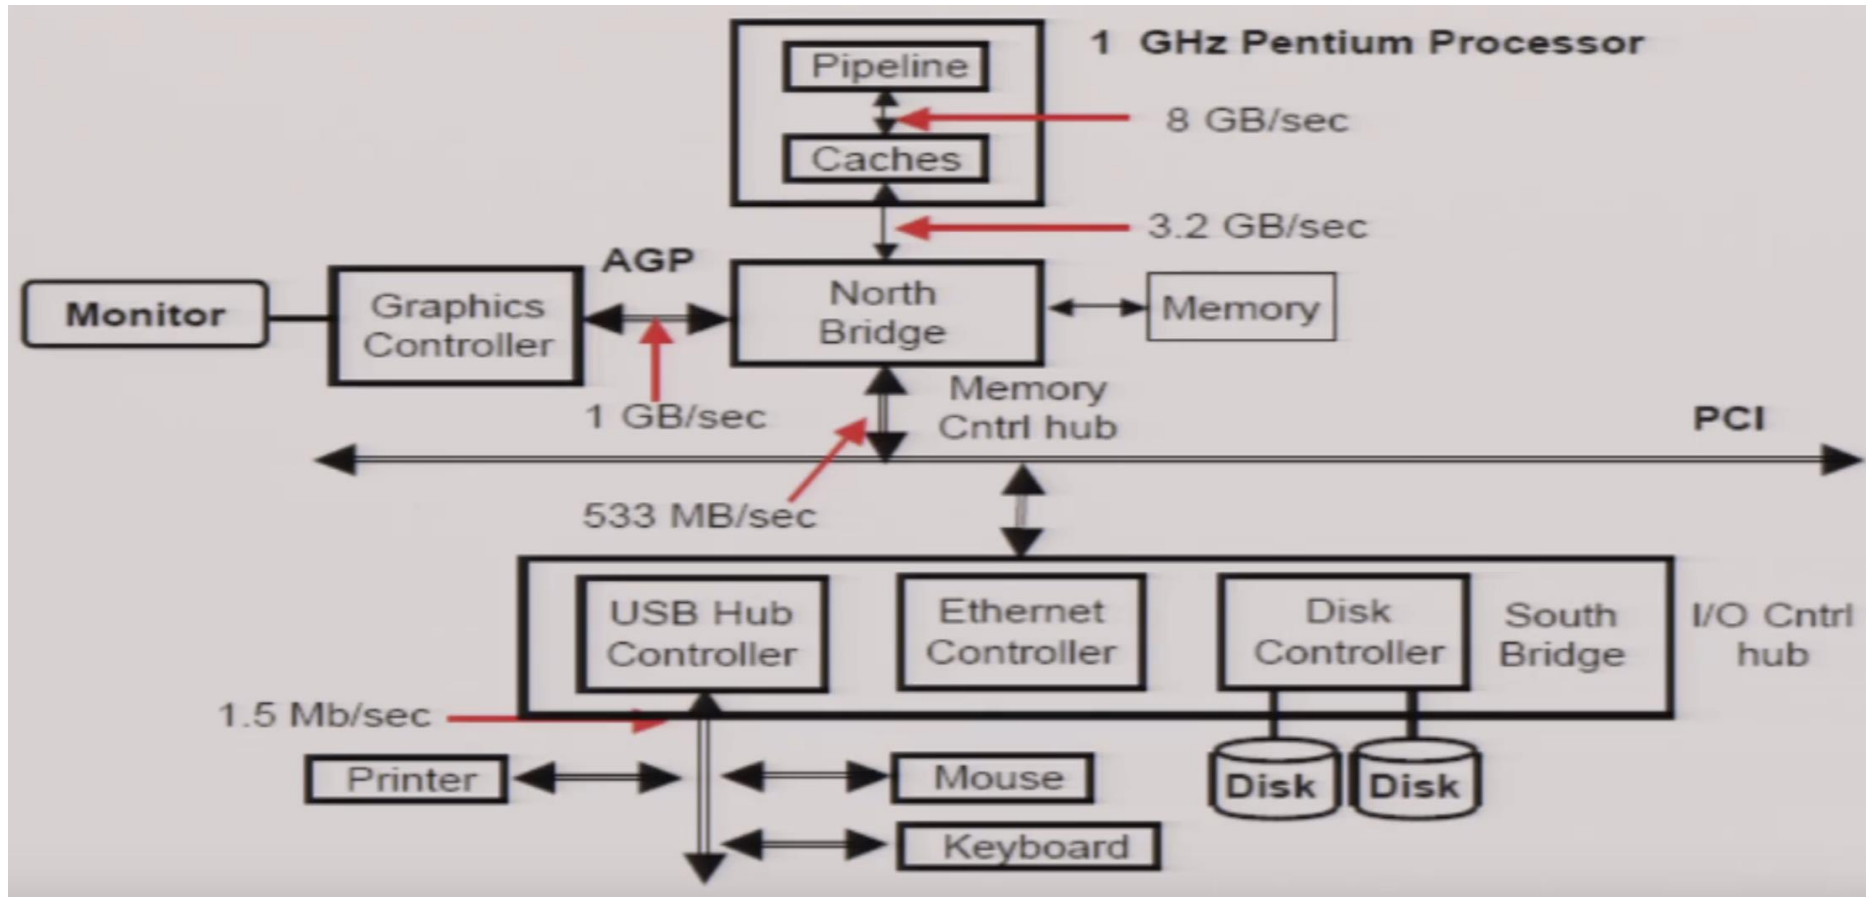 1 GHz Pentium Processor
Pipeline
8 GB/sec
Caches
3.2 GB/sec
AGP
Monitor
Graphics
Controller
North
Bridge
Memory
1 GB/sec
Memory
Cntrl hub
PCI
533 MB/sec
USB Hub
Controller
Ethernet
Controller
Disk
Controller
South
Bridge
I/O Cntrl
hub
1.5 Mb/sec
Printer
Mouse
Disk
Disk
Keyboard